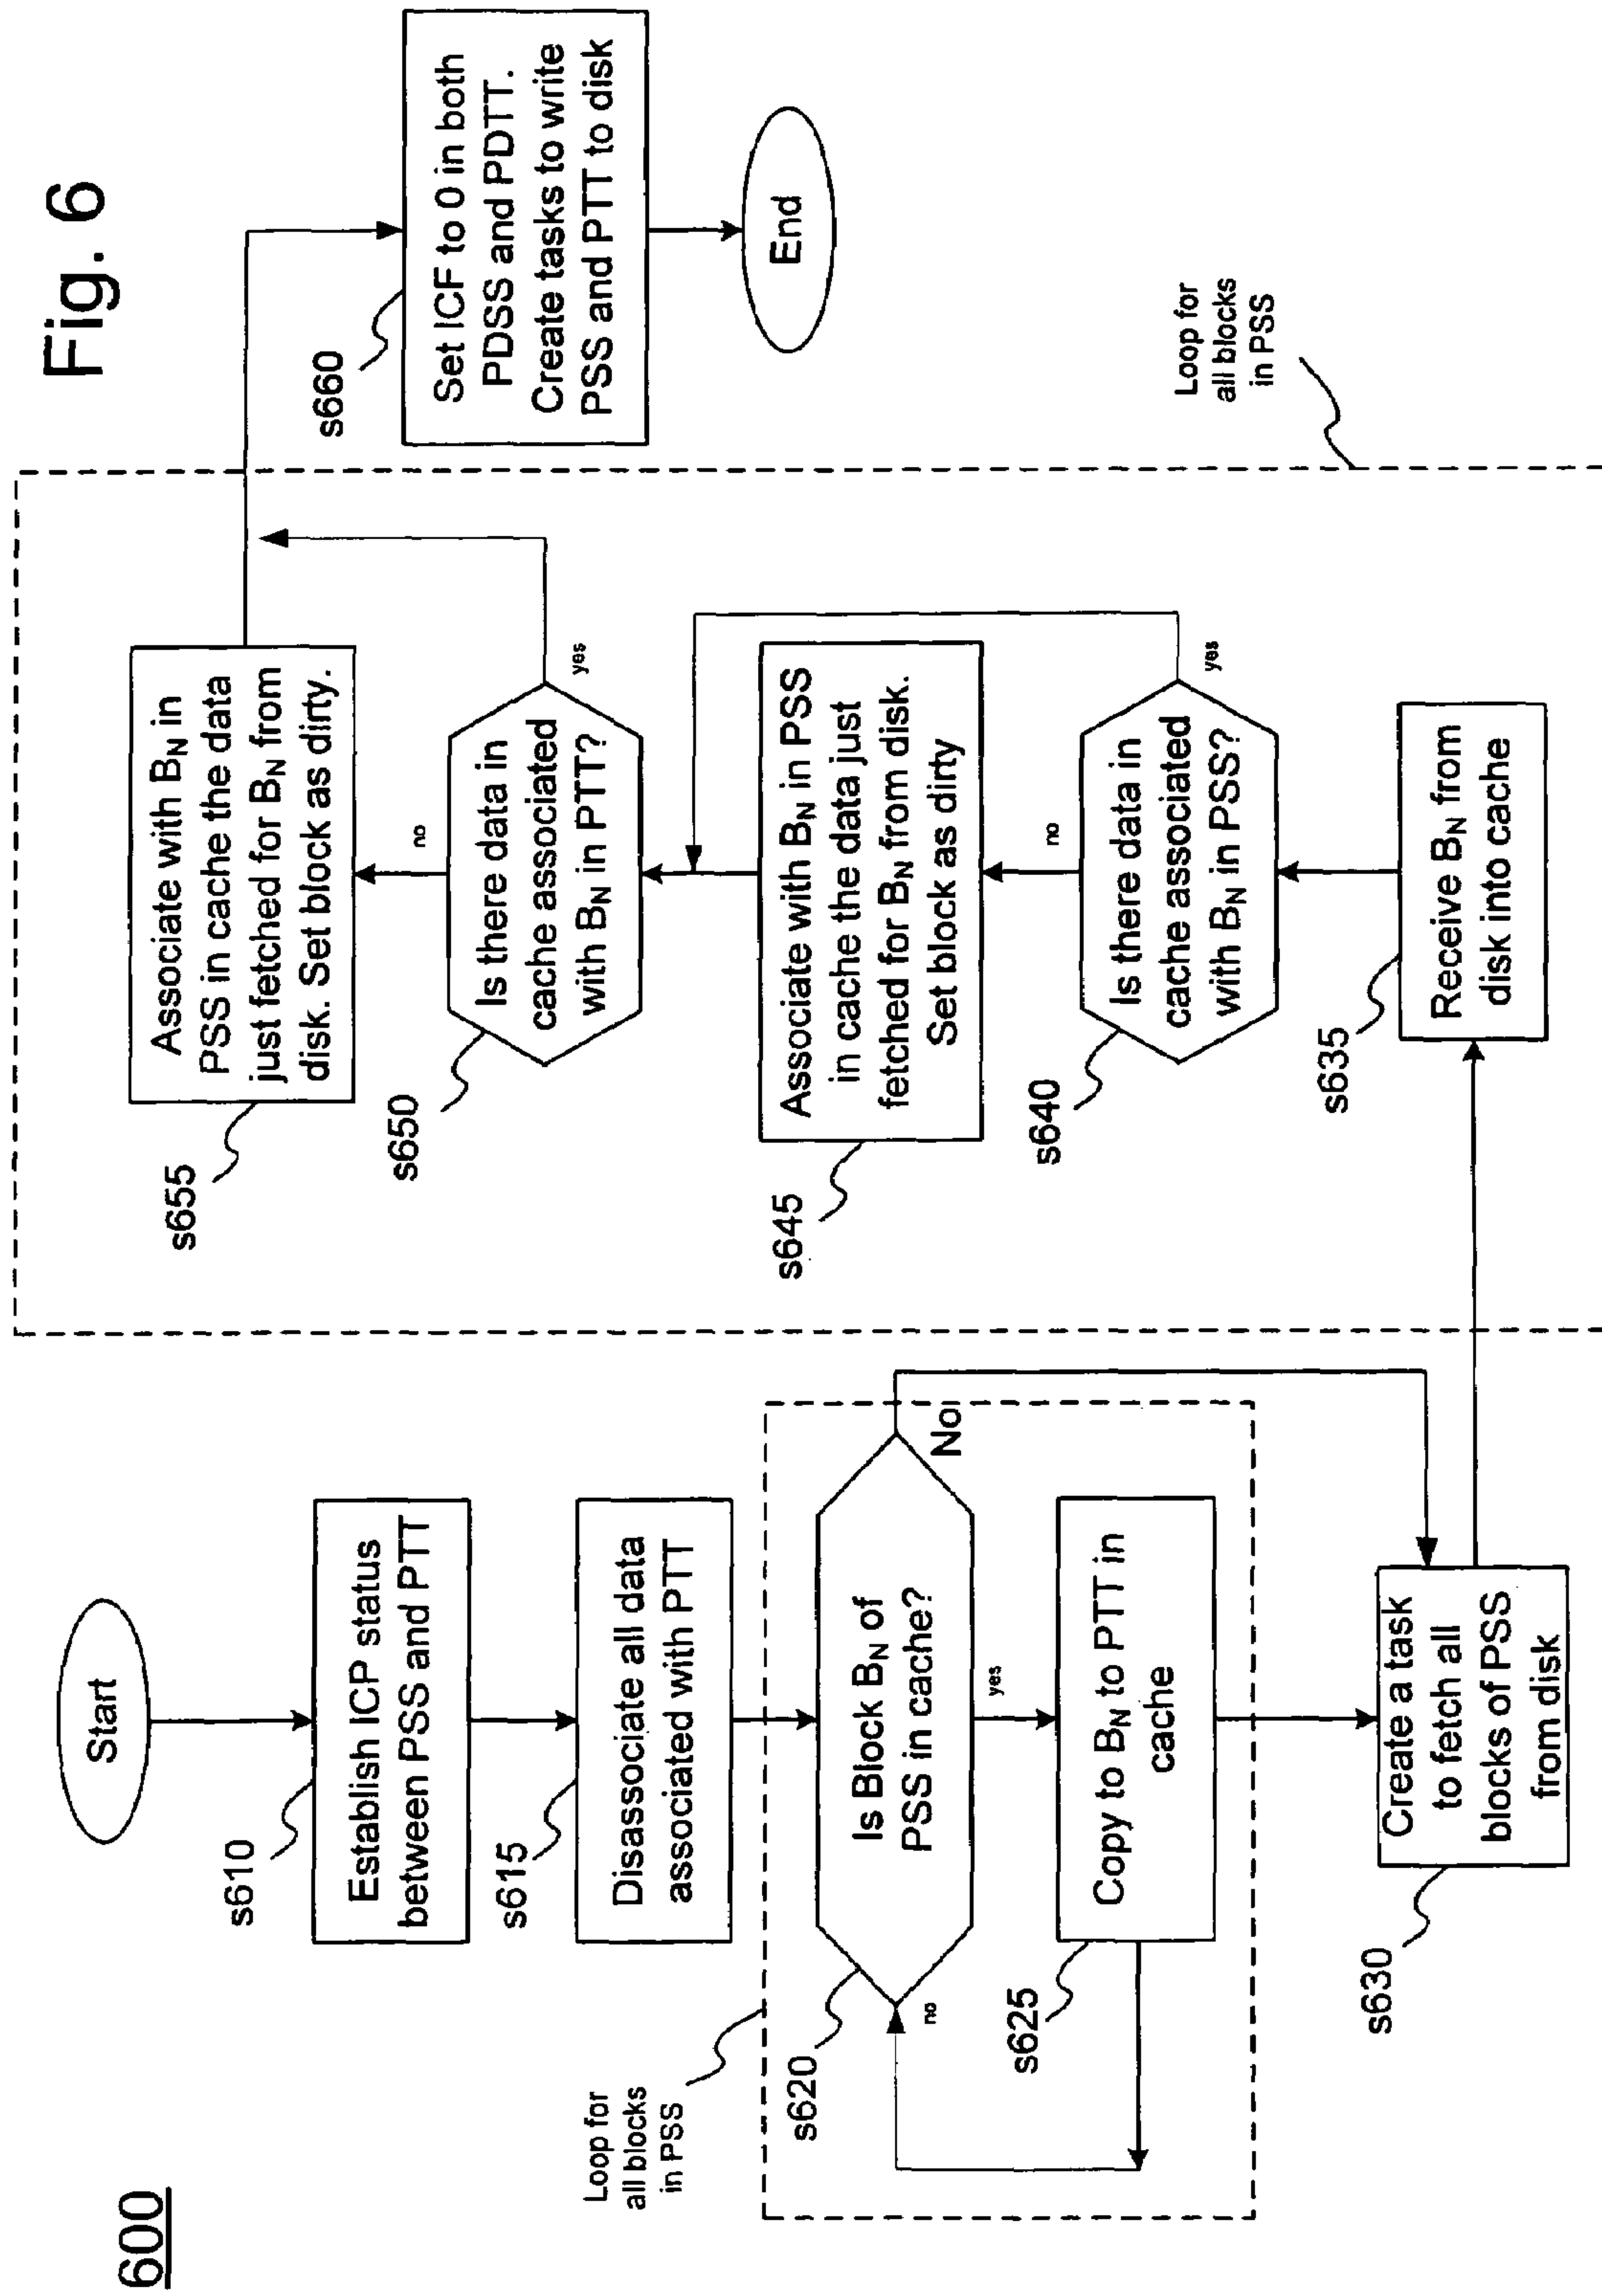 600
Fig. 6
Start
s610
Establish ICP status
between PSS and PTT
s615
Disassociate all data
associated with PTT
Loop for
all blocks
in PSS
s620
Is Block BN of
PSS in cache?
no
No
yes
s625
Copy to BN to PTT in
cache
s630
Create a task
to fetch all
blocks of PSS
from disk
s635
Receive BN from
disk into cache
s640
Is there data in
cache associated
with BN in PSS?
yes
no
s645
Associate with BN in PSS
in cache the data just
fetched for BN from disk.
Set block as dirty
s650
Is there data in
cache associated
with BN in PTT?
yes
no
s655
Associate with BN in
PSS in cache the data
just fetched for BN from
disk. Set block as dirty.
Loop for
all blocks
in PSS
s660
Set ICF to 0 in both
PDSS and PDTT.
Create tasks to write
PSS and PTT to disk
End